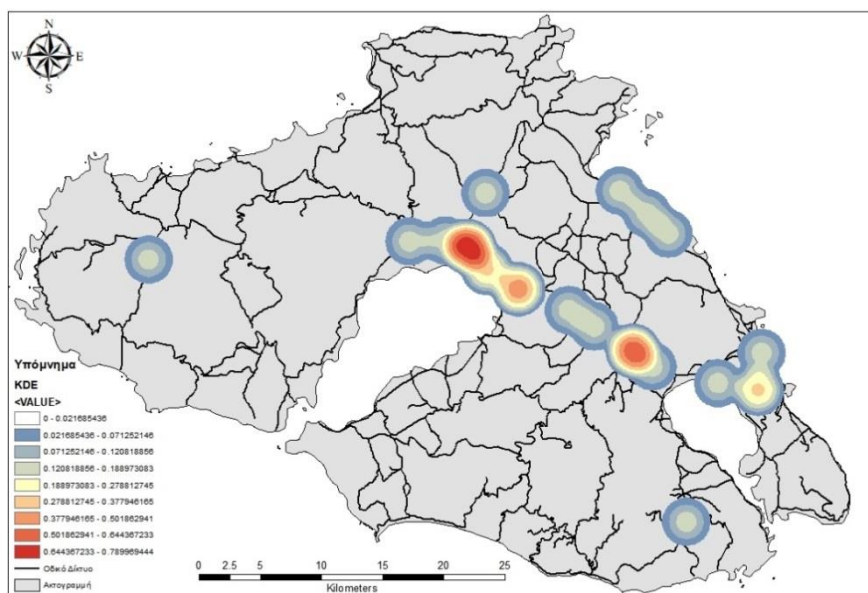 N
W E
S
Υπόμνημα
KDE
<VALUE>
0 - 0.021685436
0.021685436 - 0.071252146
0.071252146 - 0.120818856
0.120818856 - 0.188973083
0.188973083 - 0.278812745
0.278812745 - 0.377946165
0.377946165 - 0.501862941
0.501862941 - 0.644367233
0.644367233 - 0.789969444
Οδικό Δίκτυο
Ακτογραμμή
0 2.5 5 10 15 20 25
Kilometers